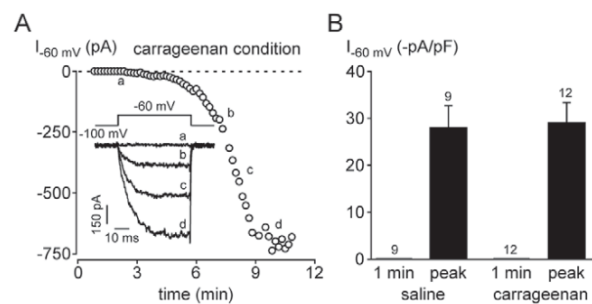 A
I-60 mV (pA) carrageenan condition
0
-250
-500
-750
a
b
c
d
-60 mV
-100 mV
a
b
c
d
150 pA
10 ms
0 3 6 9 12
time (min)
B
I-60 mV (-pA/pF)
40
30
20
10
0
9 9 12 12
1 min peak 1 min peak
saline carrageenan